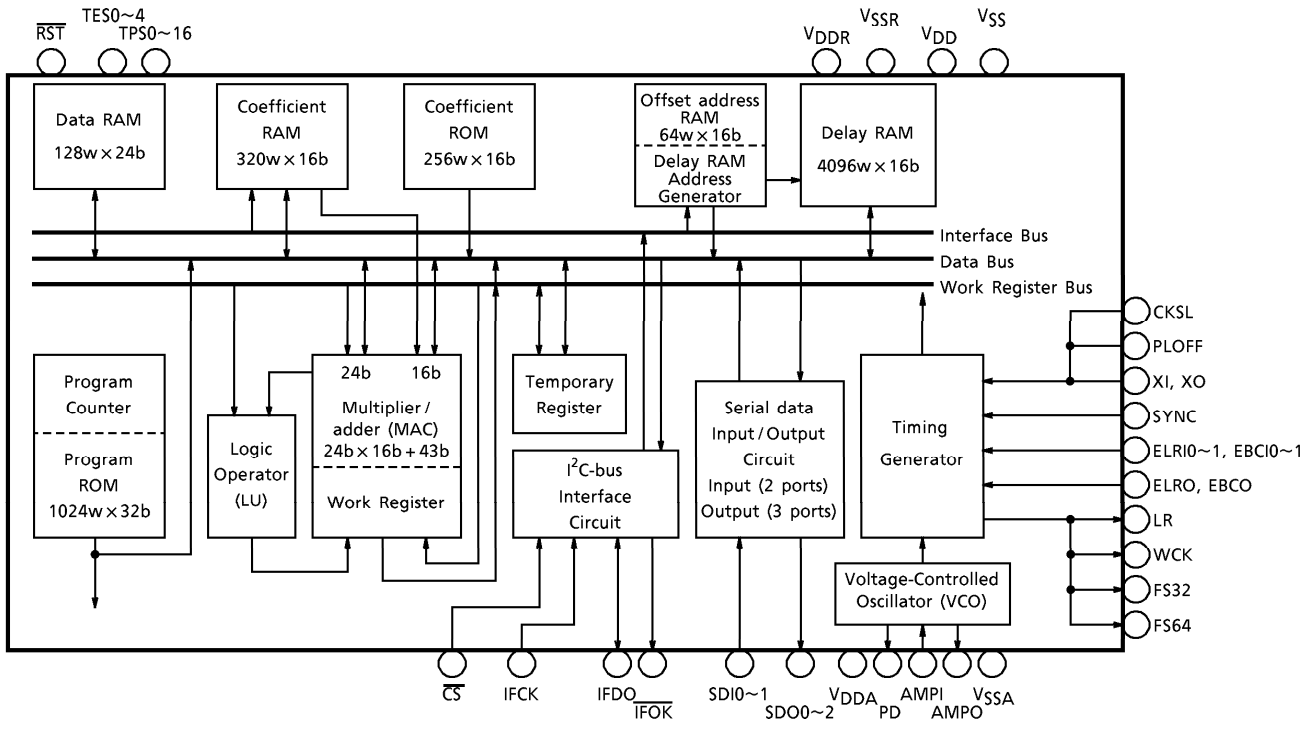 TES0~4
RST
TPS0~16
VSSR
VSS
VDDR
VDD
Data RAM
128w×24b
Coefficient
RAM
320w×16b
Coefficient
ROM
256w×16b
Offset address
RAM
64w×16b
Delay RAM
Address
Generator
Delay RAM
4096w×16b
Interface Bus
Data Bus
Work Register Bus
Program
Counter
Program
ROM
1024w×32b
Logic
Operator
(LU)
24b 16b
Multiplier/
adder (MAC)
24b×16b+43b
Work Register
Temporary
Register
I2C-bus
Interface
Circuit
Serial data
Input/Output
Circuit
Input (2 ports)
Output (3 ports)
Timing
Generator
Voltage-Controlled
Oscillator (VCO)
CKSL
PLOFF
XI, XO
SYNC
ELRI0~1, EBCI0~1
ELRO, EBCO
LR
WCK
FS32
FS64
CS
IFCK
IFDO
IFOK
SDI0~1
SDO0~2
VDDA
PD
AMPI
AMPO
VSSA